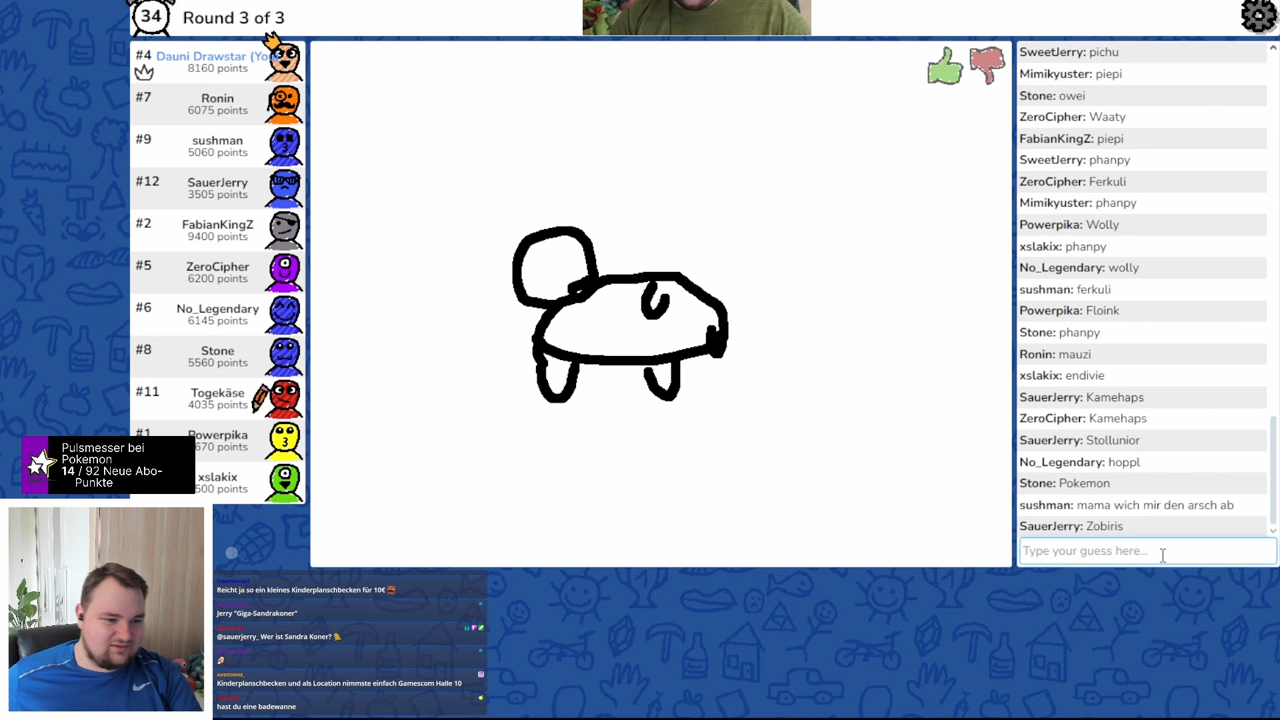 34 Round 3 of 3
#4 Dauni Drawstar (You)
8160 points
#7 Ronin
6075 points
#9 sushman
5060 points
#12 SauerJerry
3505 points
#2 FabianKingZ
9400 points
#5 ZeroCipher
6200 points
#6 No_Legendary
6145 points
#8 Stone
5560 points
#11 Togekäse
4035 points
#1 Powerpika
670 points
xslakix
500 points
Pulsmesser bei
Pokemon
14 / 92 Neue Abo-
Punkte
SweetJerry: pichu
Mimikyuster: piepi
Stone: owei
ZeroCipher: Waaty
FabianKingZ: piepi
SweetJerry: phanpy
ZeroCipher: Ferkuli
Mimikyuster: phanpy
Powerpika: Wolly
xslakix: phanpy
No_Legendary: wolly
sushman: ferkuli
Powerpika: Floink
Stone: phanpy
Ronin: mauzi
xslakix: endivie
SauerJerry: Kamehaps
ZeroCipher: Kamehaps
SauerJerry: Stollunior
No_Legendary: hoppl
Stone: Pokemon
sushman: mama wich mir den arsch ab
SauerJerry: Zobiris
Type your guess here...
Reicht ja so ein kleines Kinderplanschbecken für 10€
Jerry "Giga-Sandrakoner"
@sauerjerry_ Wer ist Sandra Koner?
Kinderplanschbecken und als Location nimmste einfach Gamescom Halle 10
hast du eine badewanne